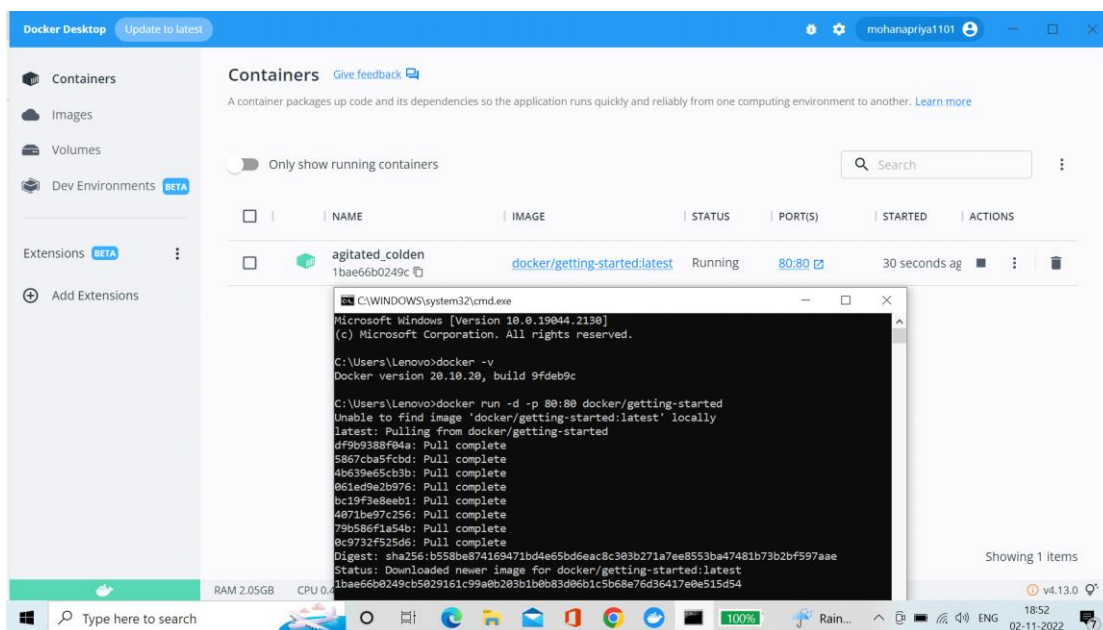 Docker Desktop Update to latest mohanapriya1101
Containers
Images
Volumes
Dev Environments BETA
Extensions BETA
Add Extensions
Containers Give feedback
A container packages up code and its dependencies so the application runs quickly and reliably from one computing environment to another. Learn more
Only show running containers
Search
NAME IMAGE STATUS PORT(S) STARTED ACTIONS
agitated_colden docker/getting-started:latest Running 80:80 30 seconds ag
1bae66b0249c
C:\WINDOWS\system32\cmd.exe
Microsoft Windows [Version 10.0.19044.2130]
(c) Microsoft Corporation. All rights reserved.
C:\Users\Lenovo>docker -v
Docker version 20.10.20, build 9fdeb9c
C:\Users\Lenovo>docker run -d -p 80:80 docker/getting-started
Unable to find image 'docker/getting-started:latest' locally
latest: Pulling from docker/getting-started
df9b9388f04a: Pull complete
5867cba5fcbd: Pull complete
4b639e65cb3b: Pull complete
061ed9e2b976: Pull complete
bc19f3e8eeb1: Pull complete
4071be97c256: Pull complete
79b586f1a54b: Pull complete
0c9732f525d6: Pull complete
Digest: sha256:b558be874169471bd4e65bd6eac8c303b271a7ee8553ba47481b73b2bf597aae
Status: Downloaded newer image for docker/getting-started:latest
1bae66b0249cb5029161c99a0b203b1b0b83d06b1c5b68e76d36417e0e515d54
Showing 1 items
RAM 2.05GB CPU 0.4 v4.13.0
Type here to search 100% Rain... ENG 18:52
02-11-2022 7